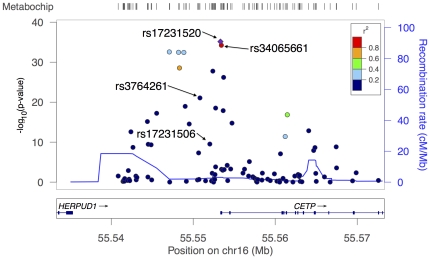 Metabochip
40
30
20
10
0
-log10(p-value)
100
80
60
40
20
0
Recombination rate (cM/Mb)
rs17231520
rs34065661
rs3764261
rs17231506
r²
0.8
0.6
0.4
0.2
HERPUD1→
CETP→
55.54
55.55
55.56
55.57
Position on chr16 (Mb)